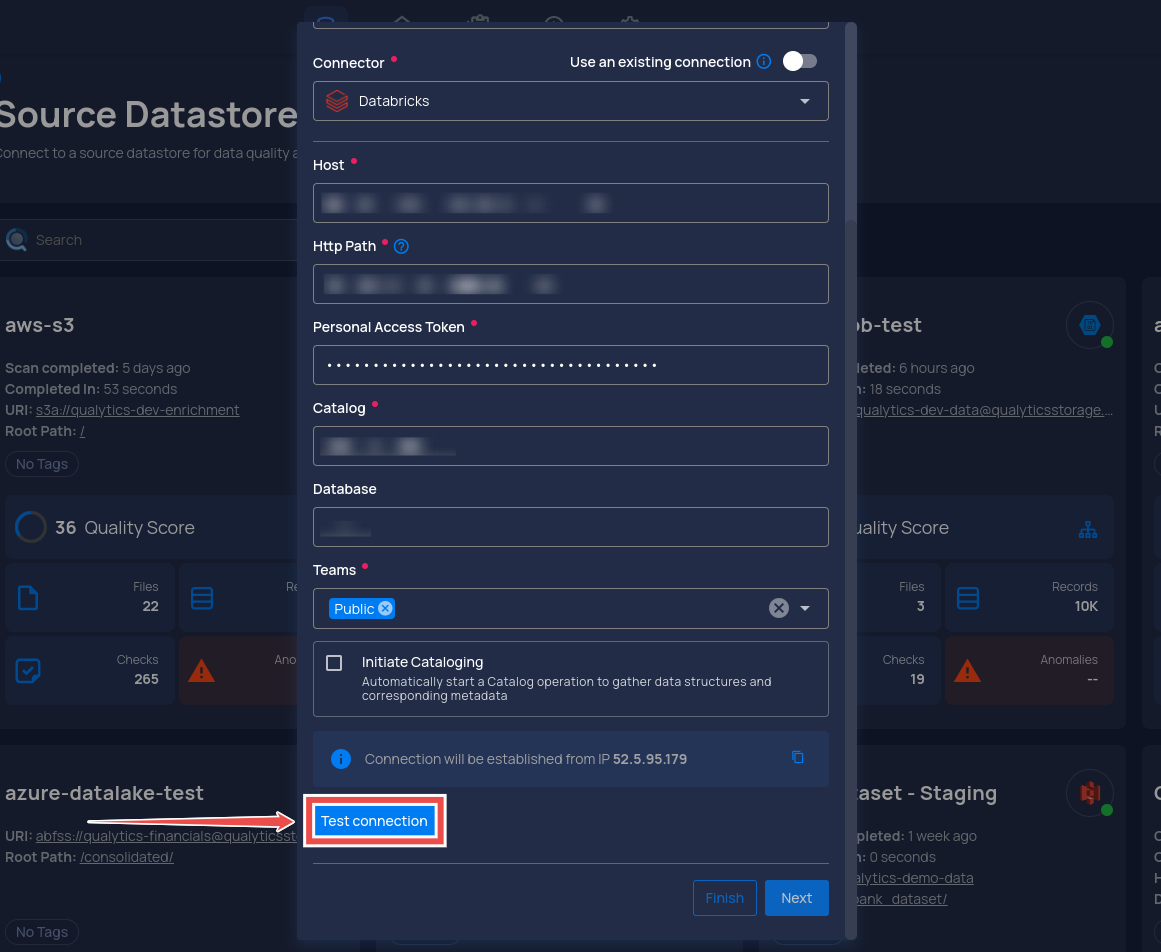 Connector
Use an existing connection
Databricks
Source Datastore
Connect to a source datastore for data quality a
Host
Http Path
Search
Personal Access Token
••••••••••••••••••••••••••••••••••••
Catalog
Database
Teams
Public
Initiate Cataloging
Automatically start a Catalog operation to gather data structures and
corresponding metadata
Connection will be established from IP 52.5.95.179
Test connection
Finish
Next
aws-s3
Scan completed: 5 days ago
Completed In: 53 seconds
URI: s3a://qualytics-dev-enrichment
Root Path: /
No Tags
36 Quality Score
Files
22
Re
Checks
265
Ano
azure-datalake-test
URI: abfss://qualytics-financials@qualyticsst
Root Path: /consolidated/
No Tags
ob-test
leted: 6 hours ago
n: 18 seconds
qualytics-dev-data@qualyticsstorage....
uality Score
Files
3
Records
10K
Checks
19
Anomalies
--
taset - Staging
pleted: 1 week ago
n: 0 seconds
alytics-demo-data
bank_dataset/